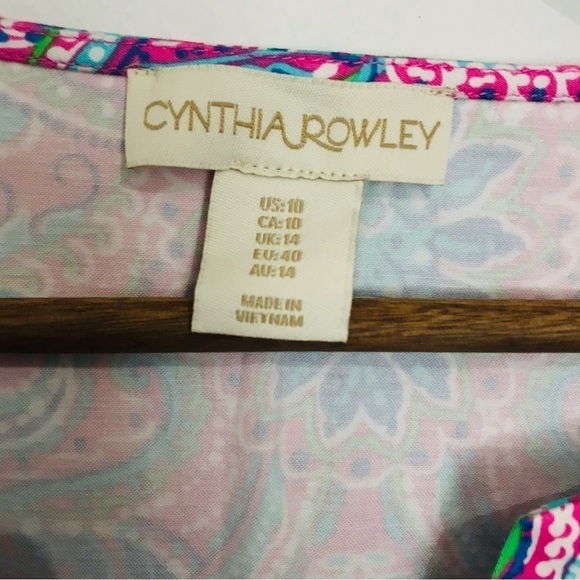 CYNTHIA ROWLEY
US:10
CA:10
UK:14
EU:40
AU:14
MADE IN
VIETNAM